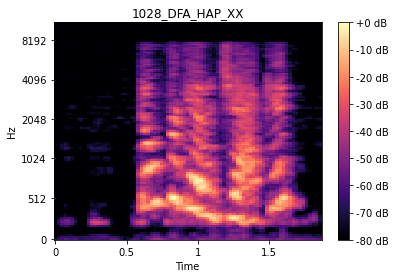 1028_DFA_HAP_XX
8192
4096
2048
1024
512
0
Hz
0
0.5
1
1.5
Time
+0 dB
-10 dB
-20 dB
-30 dB
-40 dB
-50 dB
-60 dB
-70 dB
-80 dB